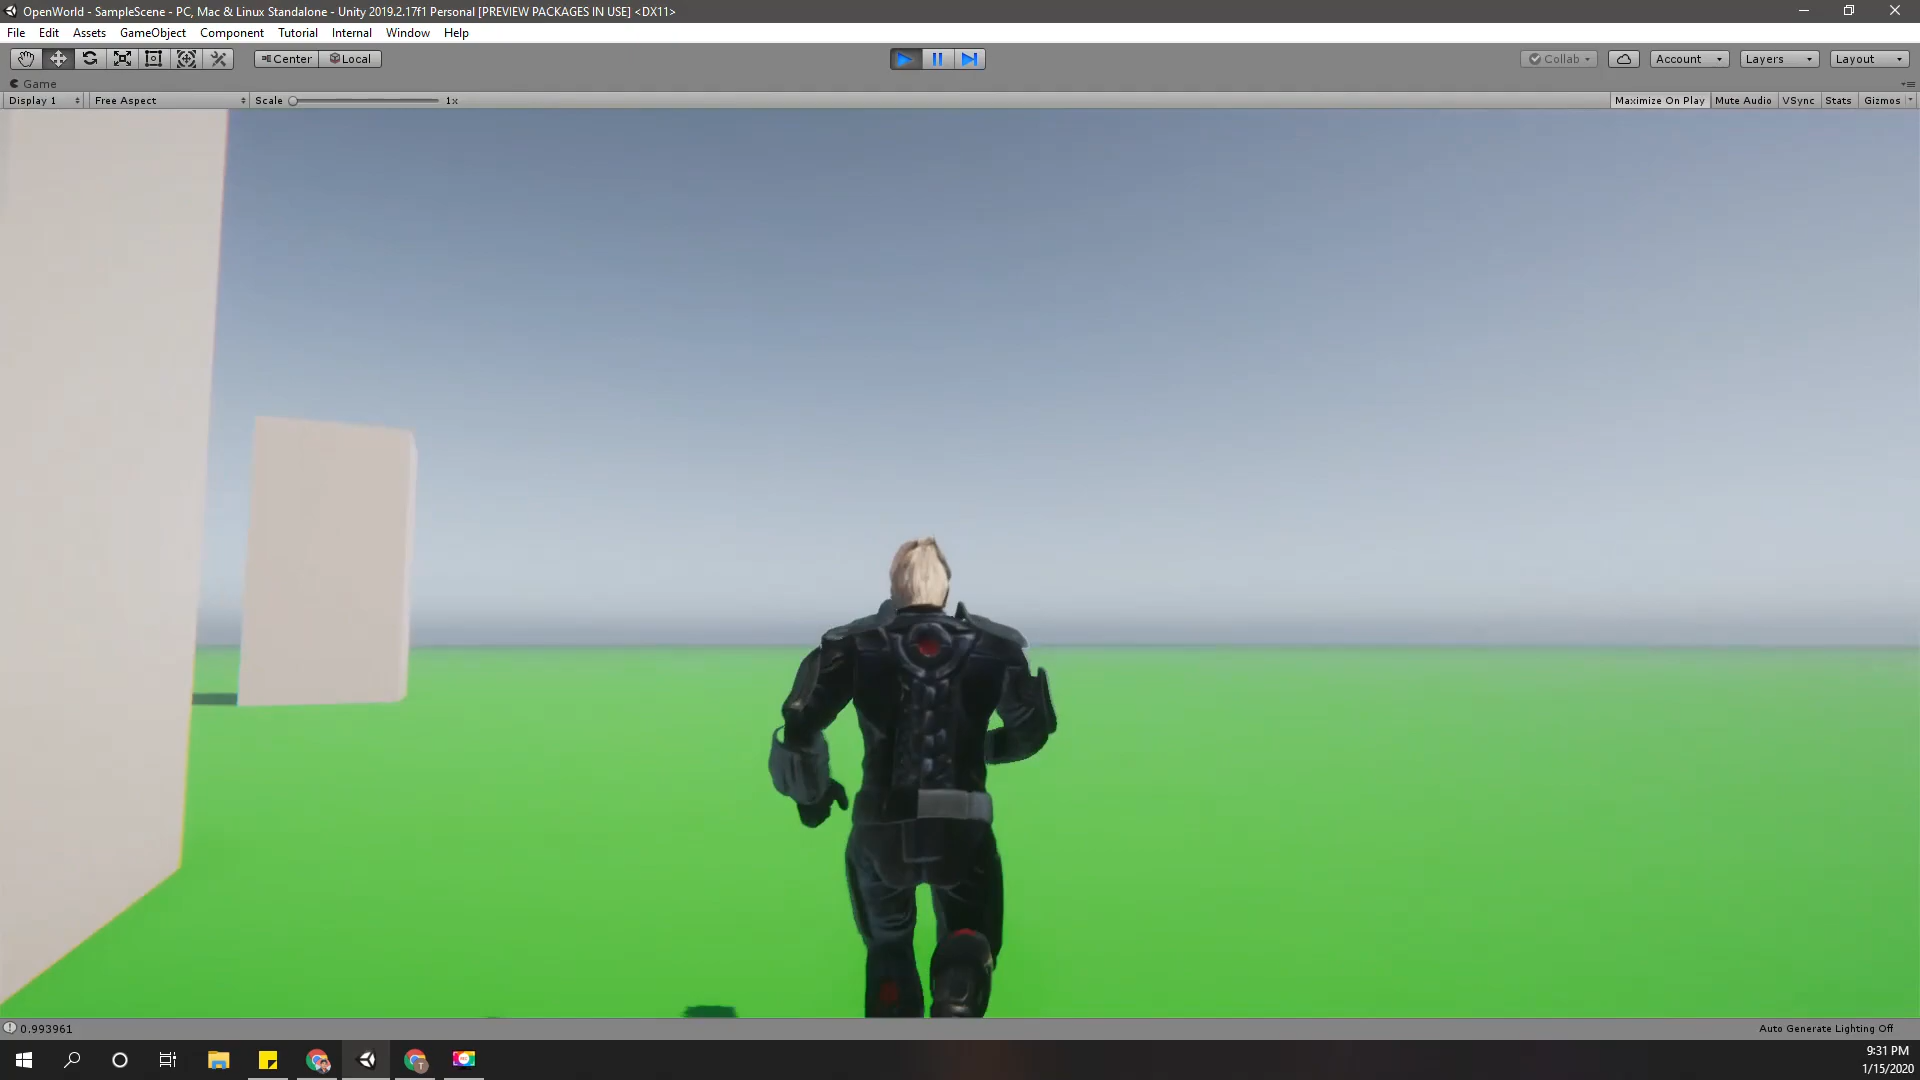 OpenWorld - SampleScene - PC, Mac & Linux Standalone - Unity 2019.2.17f1 Personal [PREVIEW PACKAGES IN USE] <DX11>
File Edit Assets GameObject Component Tutorial Internal Window Help
Center Local Collab Account Layers Layout
Game
Display 1 Free Aspect Scale 1x Maximize On Play Mute Audio VSync Stats Gizmos
0.993961 Auto Generate Lighting Off
9:31 PM
1/15/2020